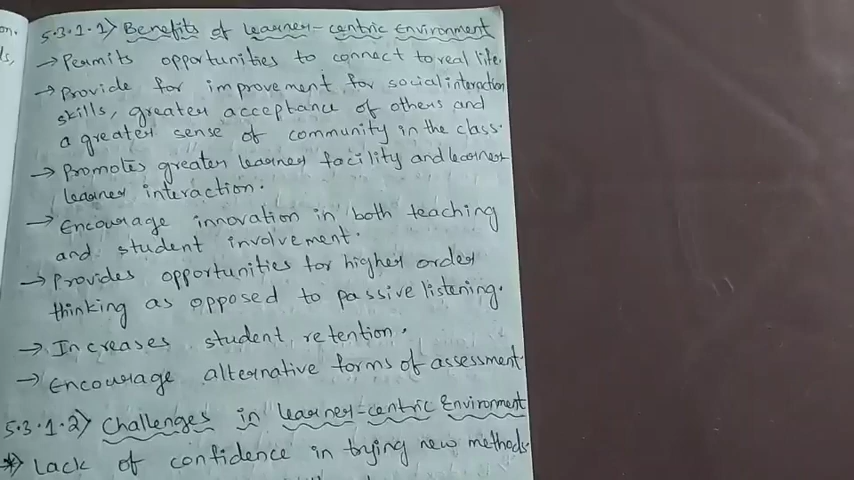 on.
ls,
5.3.1.1) Benefits of learner-centric Environment
→ Permits opportunities to connect to real life.
→ Provide for improvement for social interaction
skills, greater acceptance of others and
a greater sense of community in the class.
→ Promotes greater learner facility and learner
learner interaction.
→ Encourage innovation in both teaching
and student involvement.
→ Provides opportunities for higher order
thinking as opposed to passive listening.
→ Increases student retention.
→ Encourage alternative forms of assessment.
5.3.1.2) Challenges in learner-centric Environment
*) Lack of confidence in trying new methods.